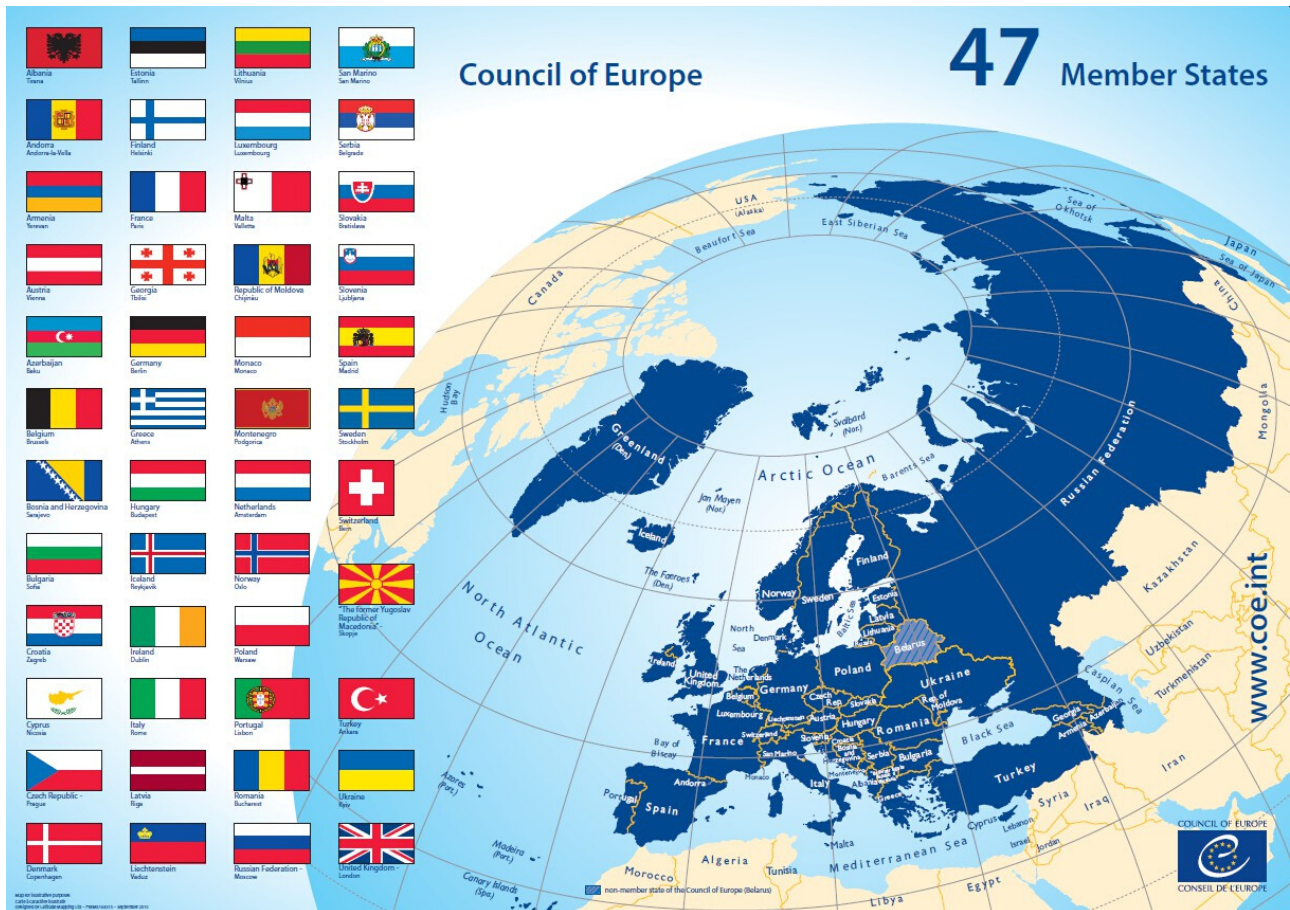 Council of Europe
47 Member States
Albania
Tirana
Andorra
Andorra-la-Vella
Armenia
Yerevan
Austria
Vienna
Azerbaijan
Baku
Belgium
Brussels
Bosnia and Herzegovina
Sarajevo
Bulgaria
Sofia
Croatia
Zagreb
Cyprus
Nicosia
Czech Republic -
Prague
Denmark
Copenhagen
Estonia
Tallinn
Finland
Helsinki
France
Paris
Georgia
Tbilisi
Germany
Berlin
Greece
Athens
Hungary
Budapest
Iceland
Reykjavik
Ireland
Dublin
Italy
Rome
Latvia
Riga
Liechtenstein
Vaduz
Lithuania
Vilnius
Luxembourg
Luxembourg
Malta
Valletta
Republic of Moldova
Chişinău
Monaco
Monaco
Montenegro
Podgorica
Netherlands
Amsterdam
Norway
Oslo
Poland
Warsaw
Portugal
Lisbon
Romania
Bucharest
Russian Federation -
Moscow
San Marino
San Marino
Serbia
Belgrade
Slovakia
Bratislava
Slovenia
Ljubljana
Spain
Madrid
Sweden
Stockholm
Switzerland
Bern
"The former Yugoslav
Republic of
Macedonia" -
Skopje
Turkey
Ankara
Ukraine
Kyiv
United Kingdom -
London
USA
(Alaska)
Beaufort Sea
East Siberian Sea
Sea of
Okhotsk
Japan
Sea of Japan
China
Canada
Hudson
Bay
Mongolia
Greenland
(Den.)
Svalbard
(Nor.)
Arctic Ocean
Barents Sea
Jan Mayen
(Nor.)
Russian Federation
Iceland
The Faeroes
(Den.)
North Atlantic
Ocean
Norway
Sweden
Finland
Estonia
Latvia
Lithuania
Russia
Baltic Sea
Belarus
North
Sea
Denmark
Ireland
United
Kingdom
The
Netherlands
Belgium
Germany
Poland
Ukraine
Luxembourg
Czech
Rep
Slovakia
Rep of
Moldova
Liechtenstein
Austria
Hungary
Romania
France
Switzerland
Slovenia
Croatia
Bosnia
and
Herzegovina
Serbia
Bulgaria
San Marino
Montenegro
Bay of
Biscay
Monaco
Andorra
Italy
Greece
Portugal
Spain
Azores
(Port.)
Madeira
(Port.)
Canary Islands
(Spa.)
Black Sea
Georgia
Armenia
Azerbaijan
Caspian
Sea
Kazakhstan
Uzbekistan
Turkmenistan
Turkey
Iran
Syria
Iraq
Cyprus
Lebanon
Israel
Jordan
Malta
Mediterranean Sea
Morocco
Algeria
Tunisia
Libya
Egypt
non-member state of the Council of Europe (Belarus)
www.coe.int
COUNCIL OF EUROPE
CONSEIL DE L'EUROPE